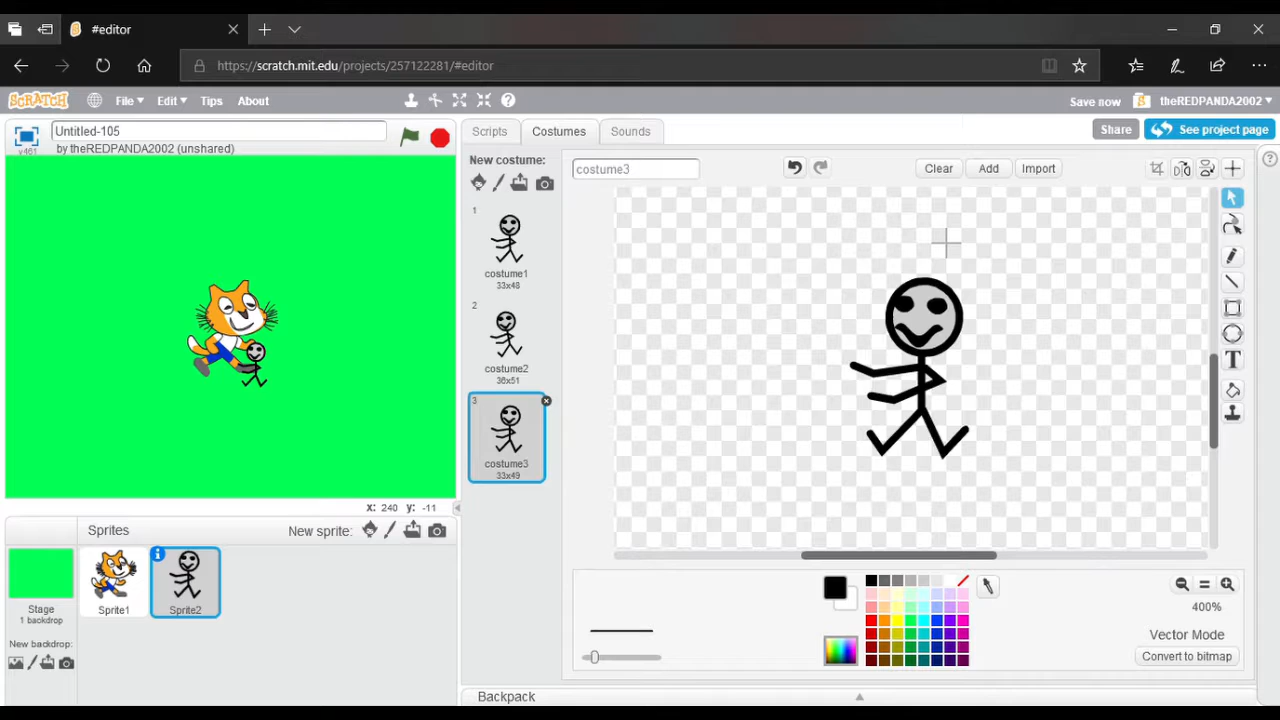 #editor
https://scratch.mit.edu/projects/257122281/#editor
SCRATCH File Edit Tips About Save now theREDPANDA2002
v461 Untitled-105
by theREDPANDA2002 (unshared)
Scripts Costumes Sounds Share See project page
New costume: costume3 Clear Add Import
1
costume1
33x48
2
costume2
36x51
3
costume3
33x49
x: 240 y: -11
Sprites New sprite:
Stage
1 backdrop
Sprite1
Sprite2
New backdrop:
T
400%
Vector Mode
Convert to bitmap
Backpack